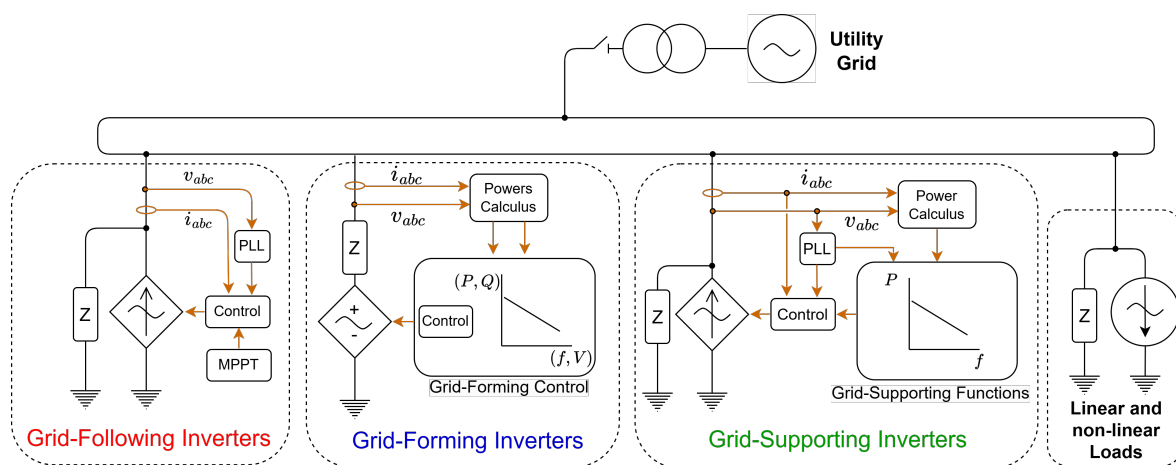 Utility
Grid
v_abc
i_abc
PLL
Z
Control
MPPT
Grid-Following Inverters
i_abc
v_abc
Powers
Calculus
Z
+
-
Control
(P, Q)
(f, V)
Grid-Forming Control
Grid-Forming Inverters
i_abc
v_abc
Power
Calculus
PLL
Z
Control
P
f
Grid-Supporting Functions
Grid-Supporting Inverters
Z
Linear and
non-linear
Loads